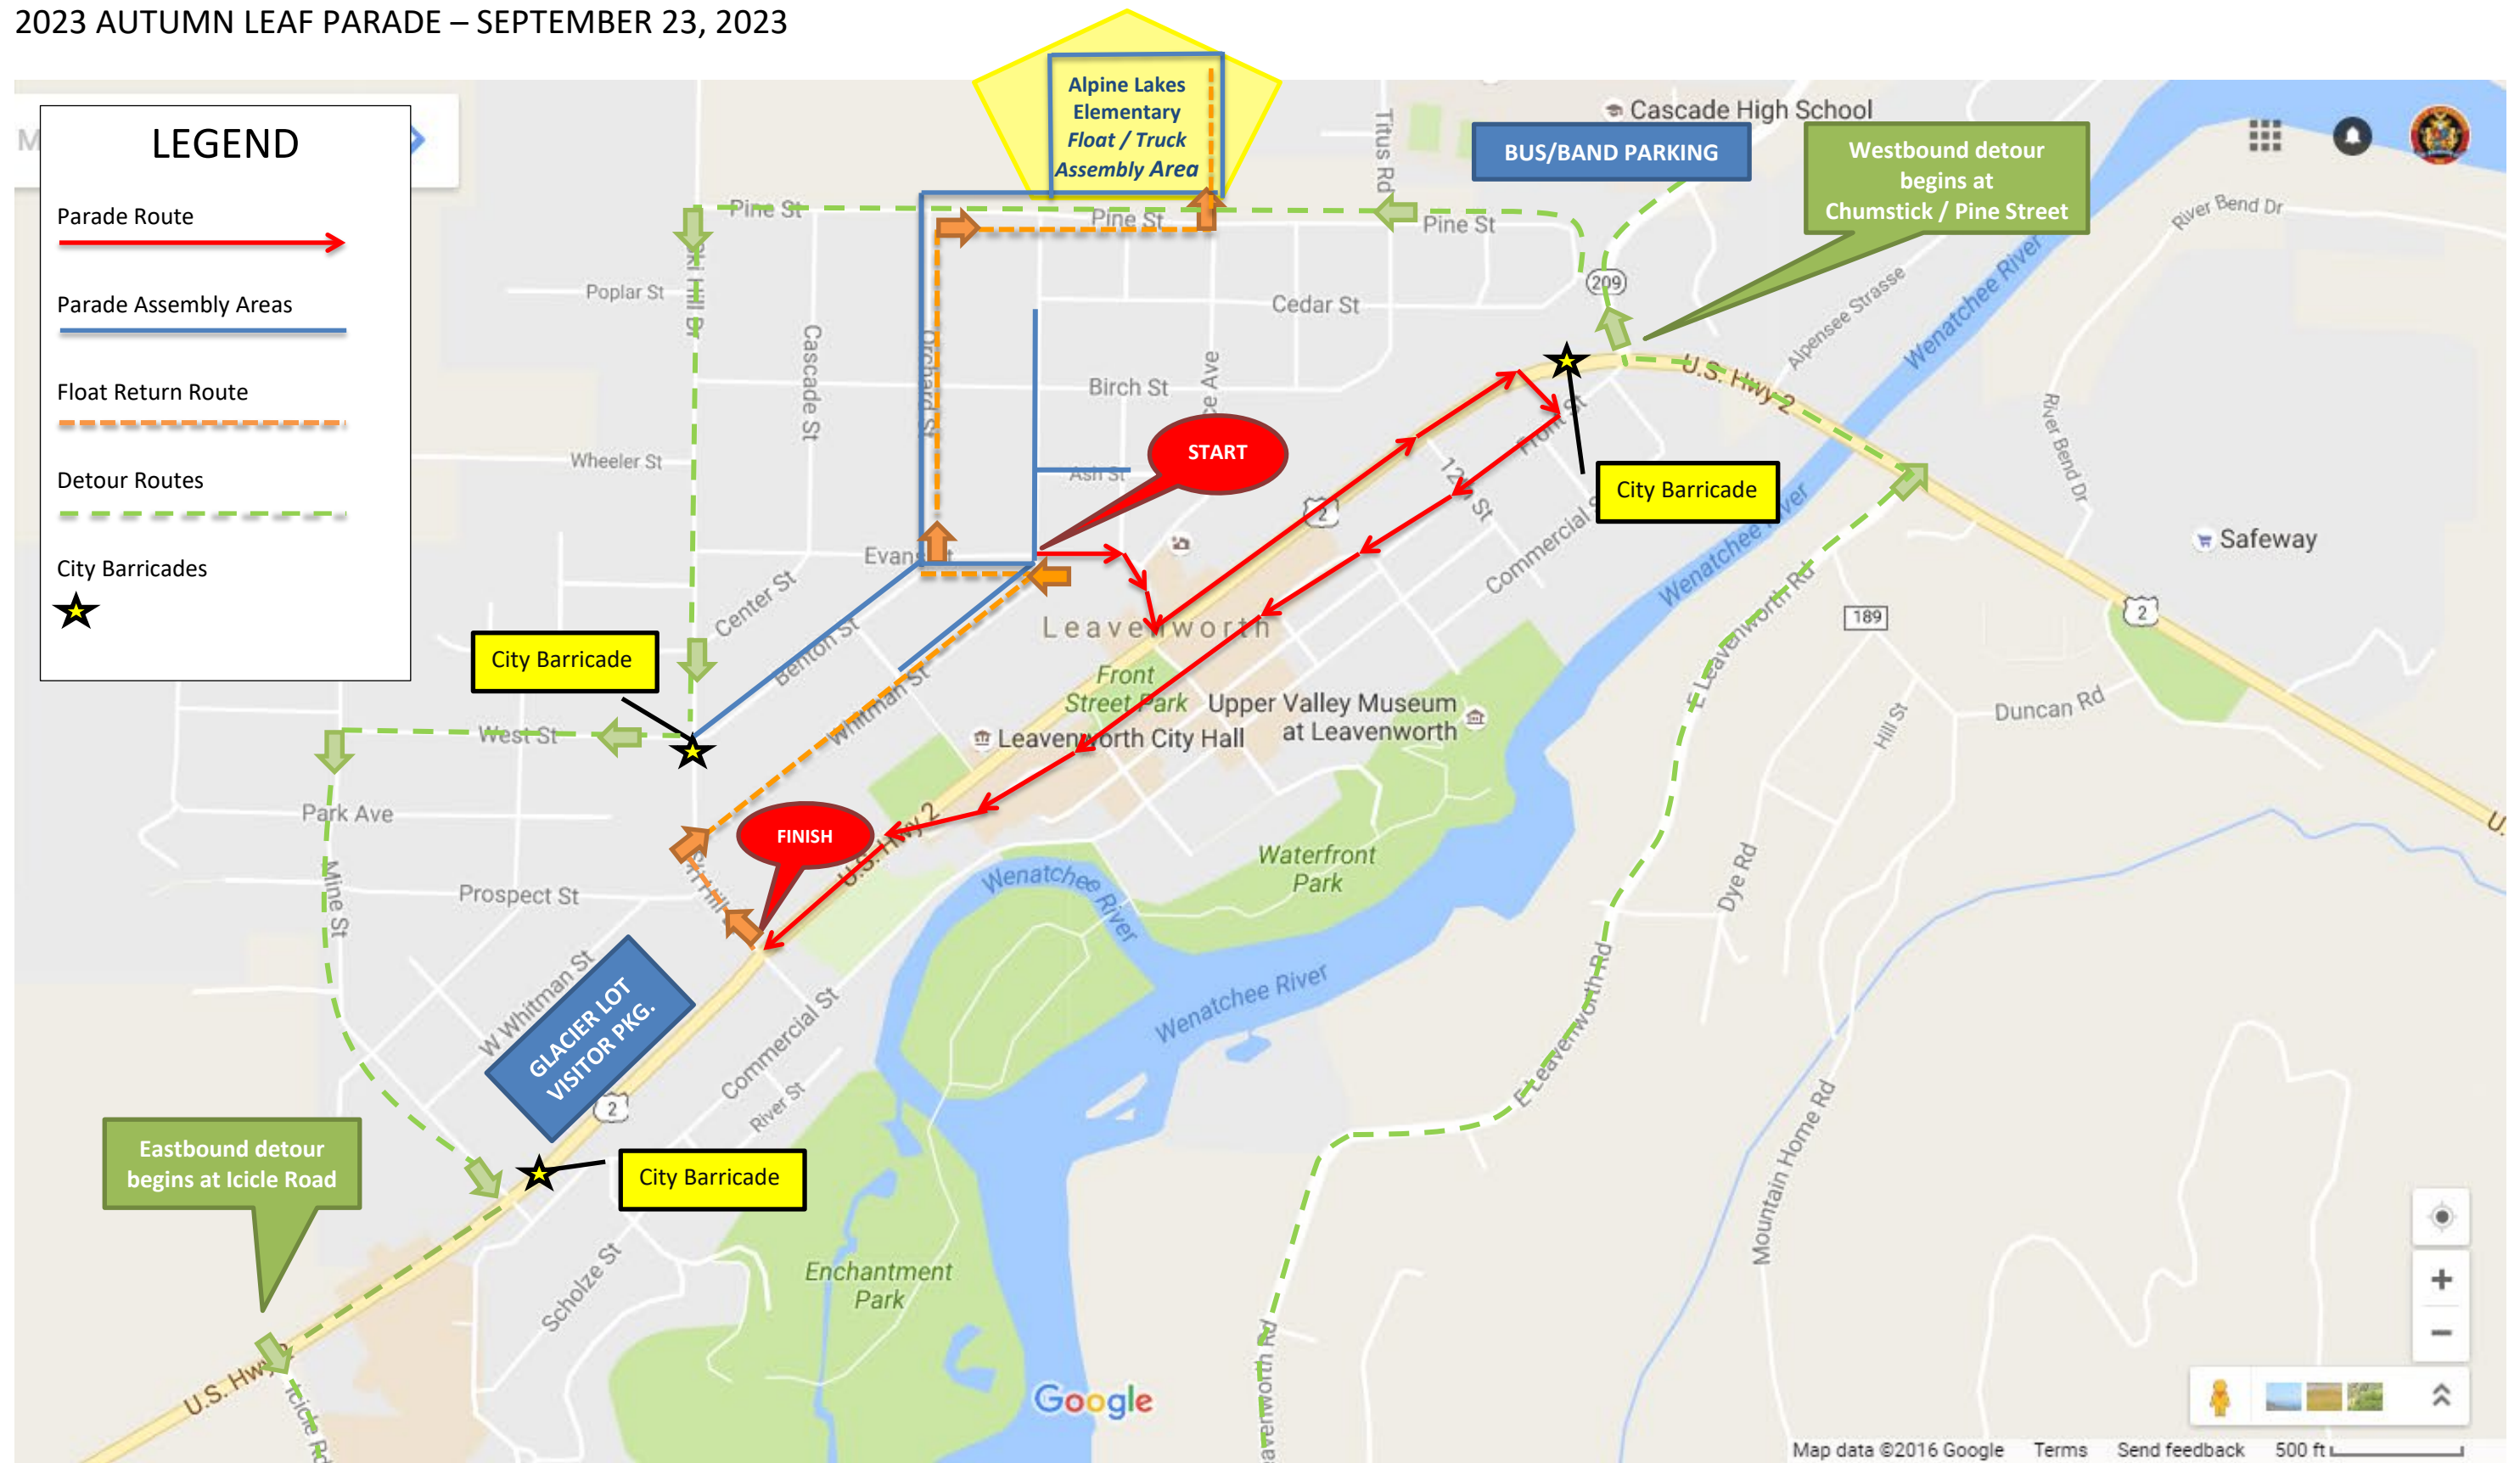 2023 AUTUMN LEAF PARADE – SEPTEMBER 23, 2023
LEGEND
Parade Route
Parade Assembly Areas
Float Return Route
Detour Routes
City Barricades
Alpine Lakes
Elementary
Float / Truck
Assembly Area
BUS/BAND PARKING
Cascade High School
Westbound detour
begins at
Chumstick / Pine Street
Titus Rd
Pine St
Pine St
Pine St
River Bend Dr
Poplar St
Ski Hill Dr
Cedar St
209
Alpensee Strasse
Wenatchee River
Cascade St
Orchard St
Birch St
U.S. Hwy 2
River Bend Dr
Wheeler St
Ash St
START
12th St
Front St
City Barricade
2
Commercial
Wenatchee River
Safeway
Evans St
Center St
Benton St
Leavenworth
E Leavenworth Rd
189
2
City Barricade
Whitman St
Front
Street Park
Upper Valley Museum
at Leavenworth
Leavenworth City Hall
Hill St
Duncan Rd
West St
Park Ave
FINISH
U.S. Hwy 2
Waterfront
Park
Wenatchee River
Dye Rd
Mine St
Prospect St
W Whitman St
GLACIER LOT
VISITOR PKG.
Commercial St
River St
Wenatchee River
E Leavenworth Rd
Mountain Home Rd
2
City Barricade
Eastbound detour
begins at Icicle Road
Scholze St
Enchantment
Park
U.S. Hwy 2
Icicle Rd
Google
Map data ©2016 Google
Terms
Send feedback
500 ft